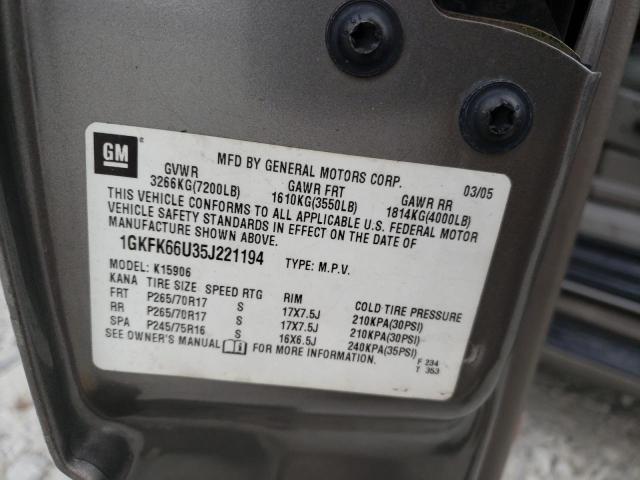 GM
MFD BY GENERAL MOTORS CORP. 03/05
GVWR GAWR FRT GAWR RR
3266KG(7200LB) 1610KG(3550LB) 1814KG(4000LB)
THIS VEHICLE CONFORMS TO ALL APPLICABLE U.S. FEDERAL MOTOR
VEHICLE SAFETY STANDARDS IN EFFECT ON THE DATE OF
MANUFACTURE SHOWN ABOVE.
1GKFK66U35J221194 TYPE: M.P.V.
MODEL: K15906
KANA TIRE SIZE SPEED RTG RIM COLD TIRE PRESSURE
FRT P265/70R17 S 17X7.5J 210KPA(30PSI)
RR P265/70R17 S 17X7.5J 210KPA(30PSI)
SPA P245/75R16 S 16X6.5J 240KPA(35PSI)
SEE OWNER'S MANUAL FOR MORE INFORMATION.
F 234
T 353